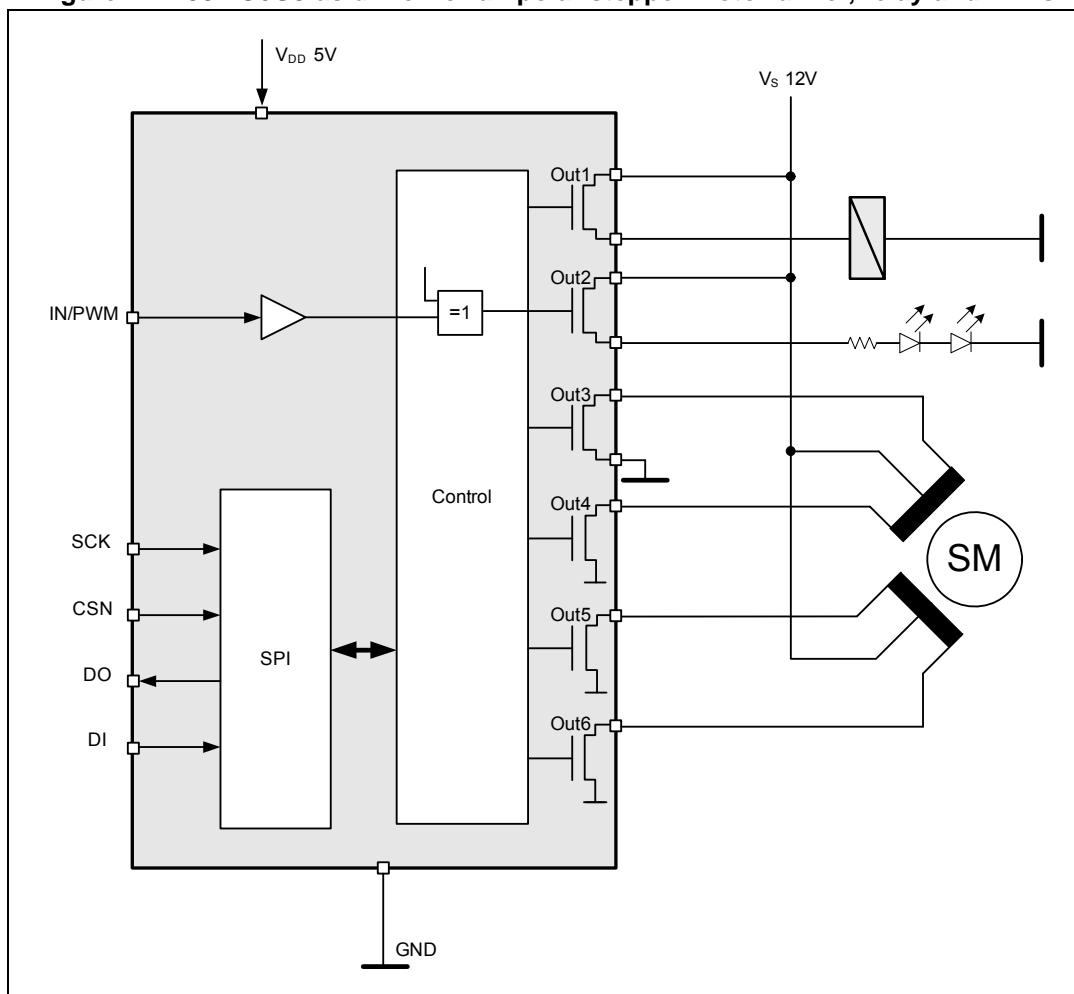 V_DD 5V
V_S 12V
Out1
Out2
IN/PWM
=1
Out3
Control
Out4
SCK
SM
CSN
Out5
SPI
DO
Out6
DI
GND